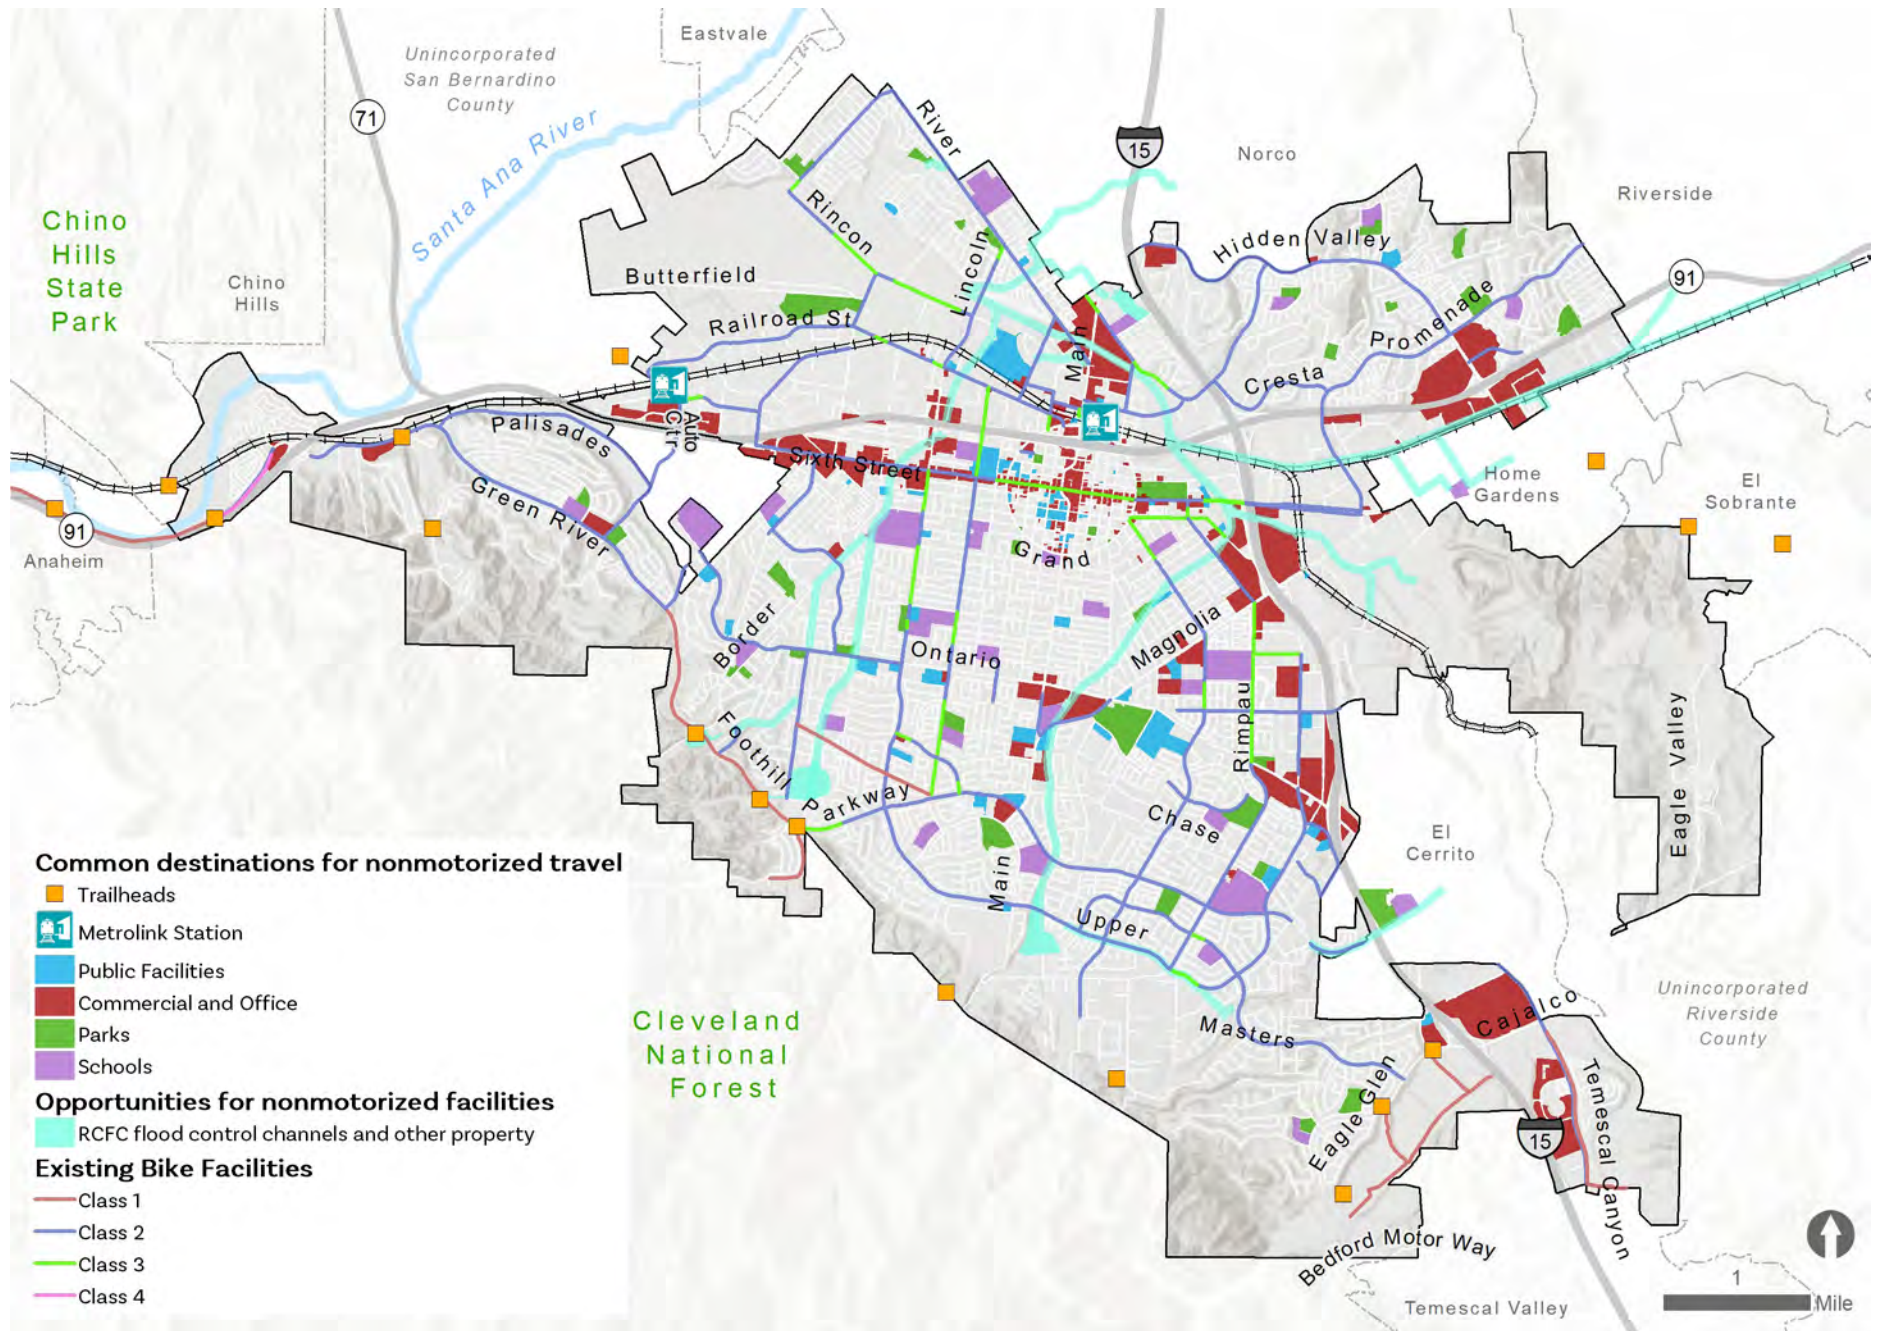 Eastvale
Unincorporated
San Bernardino
County
71
Santa Ana River
River
15
Norco
Riverside
Chino
Hills
State
Park
Chino
Hills
Rincon
Lincoln
Hidden Valley
Butterfield
Railroad St
Main
Promenade
Cresta
91
Palisades
Auto
Ctr
Sixth Street
Green River
Home
Gardens
El
Sobrante
91
Anaheim
Grand
Border
Ontario
Magnolia
Rimpau
Eagle Valley
Foothill
Parkway
Chase
El
Cerrito
Main
Upper
Common destinations for nonmotorized travel
Trailheads
Metrolink Station
Public Facilities
Commercial and Office
Parks
Schools
Opportunities for nonmotorized facilities
RCFC flood control channels and other property
Existing Bike Facilities
Class 1
Class 2
Class 3
Class 4
Cleveland
National
Forest
Masters
Cajalco
Unincorporated
Riverside
County
Eagle Glen
15
Temescal Canyon
Bedford Motor Way
Temescal Valley
1
Mile